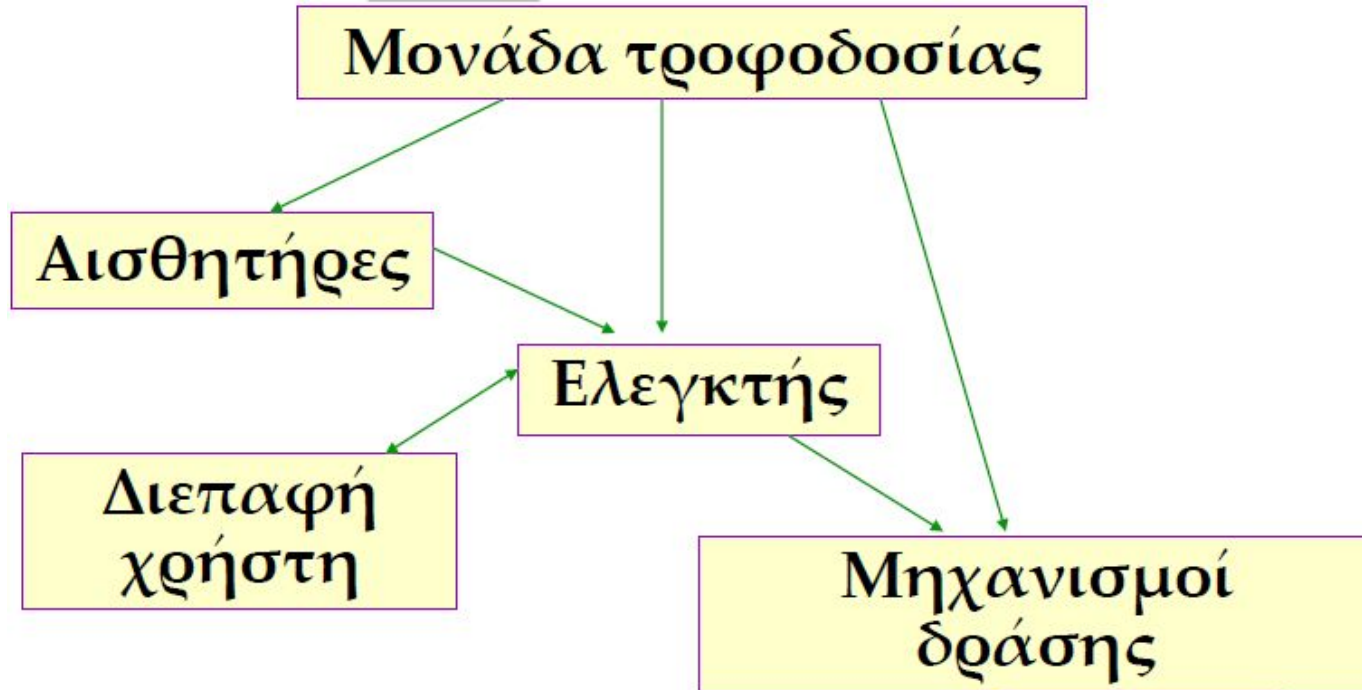 Μονάδα τροφοδοσίας
Αισθητήρες
Ελεγκτής
Διεπαφή
χρήστη
Μηχανισμοί
δράσης